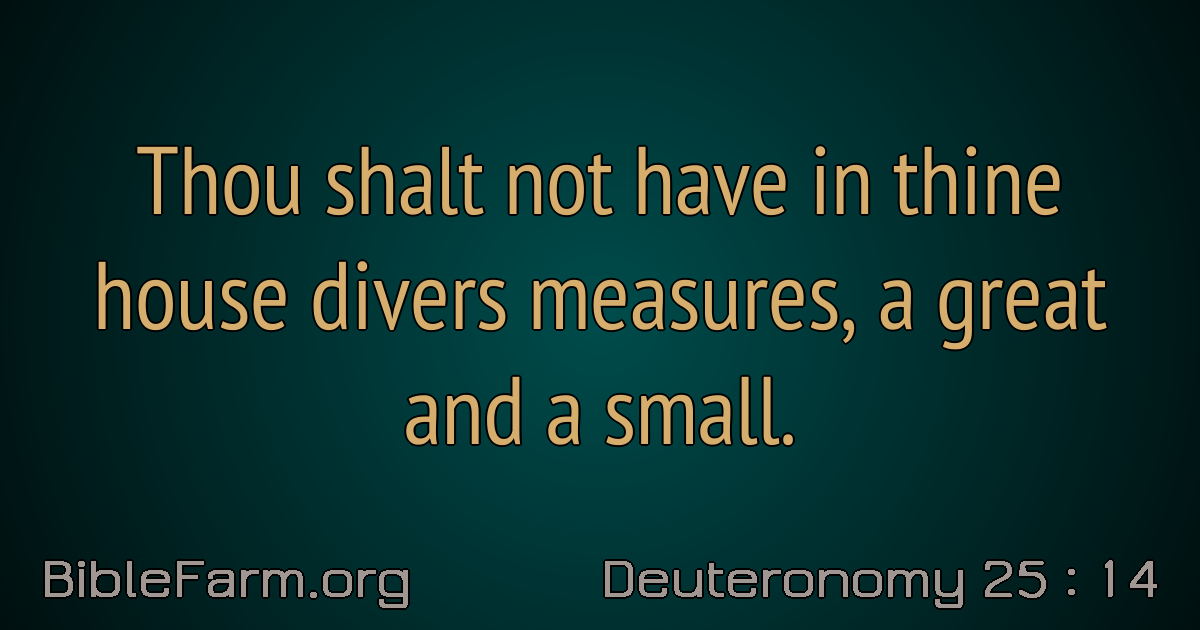 Thou shalt not have in thine
house divers measures, a great
and a small.
BibleFarm.org
Deuteronomy 25 : 14